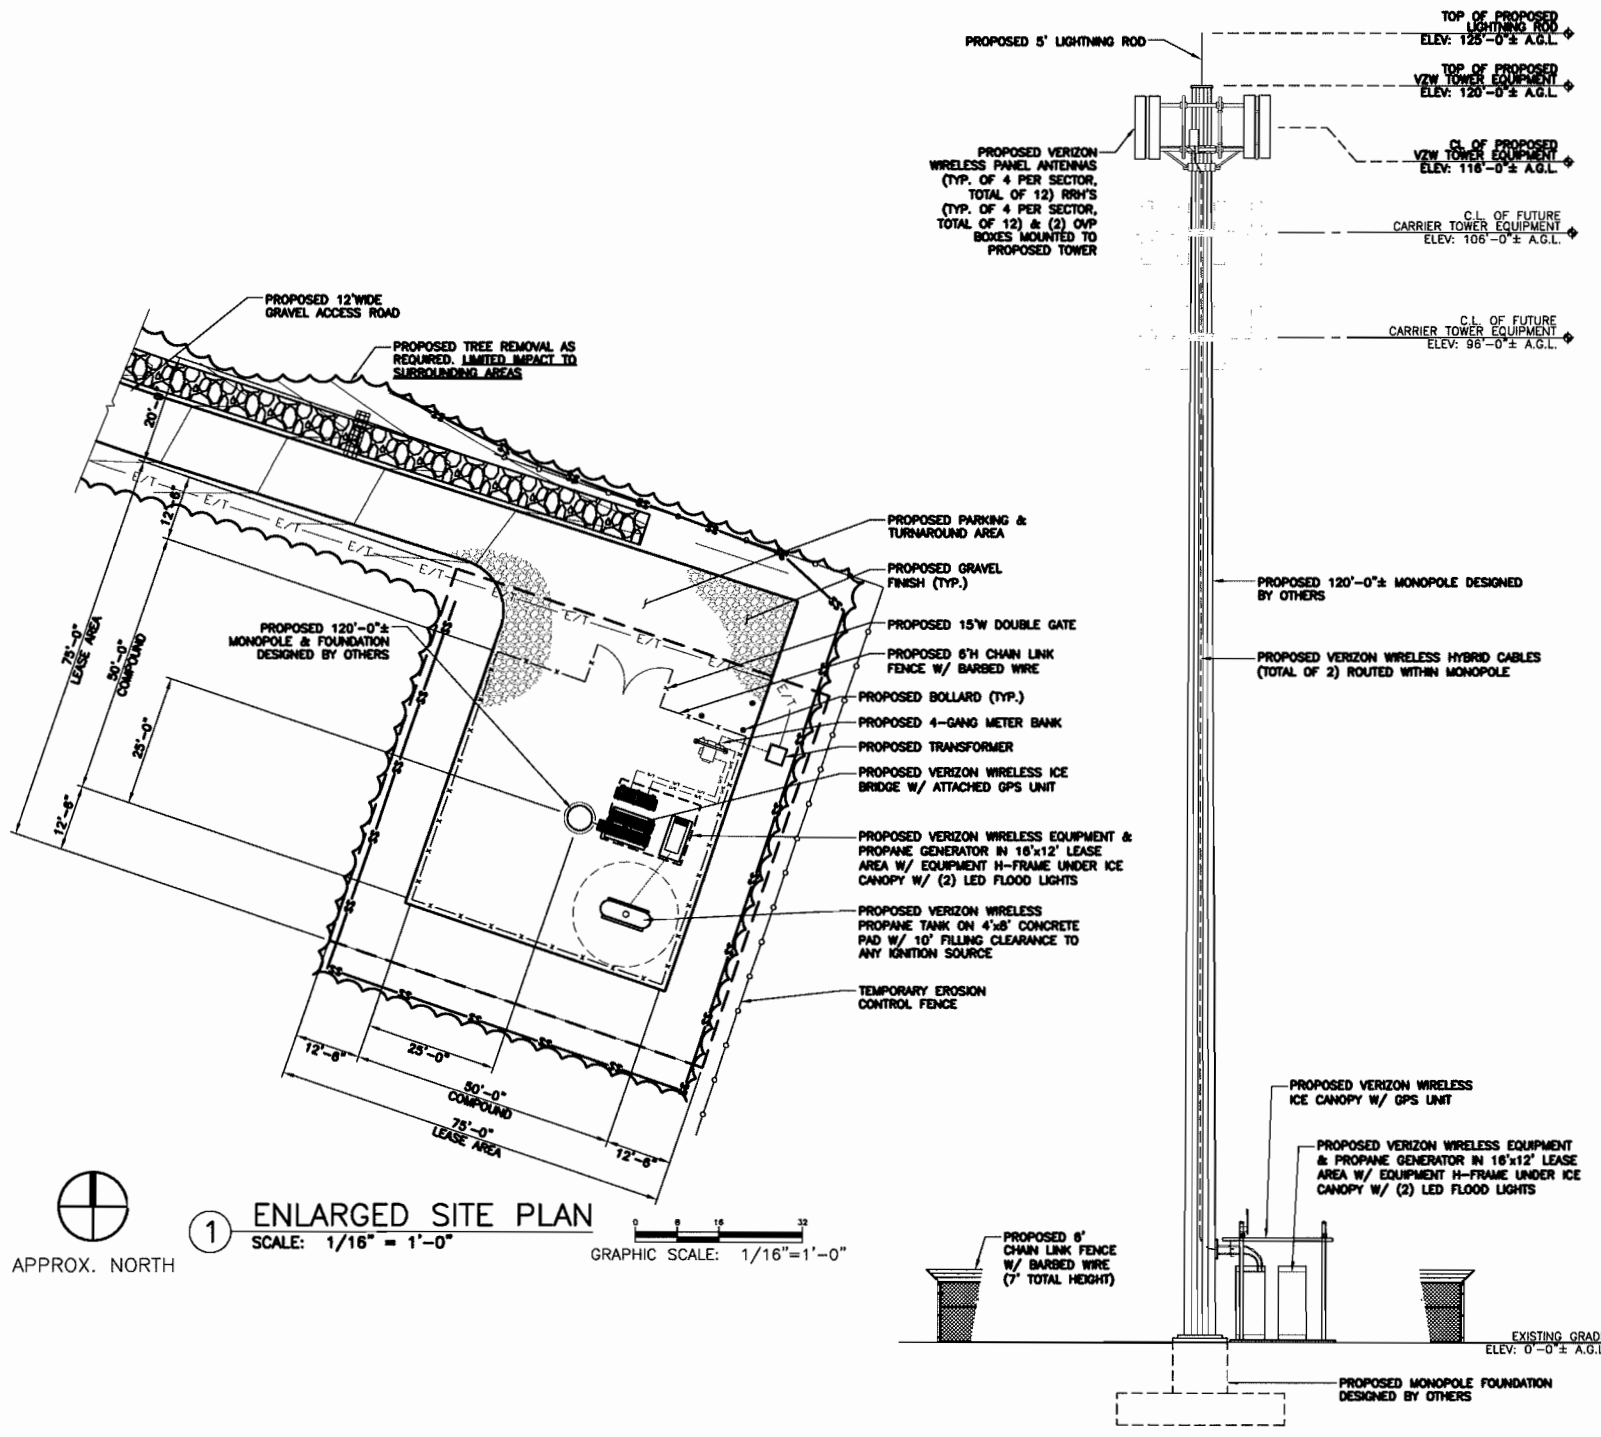 PROPOSED 12'WIDE
GRAVEL ACCESS ROAD
PROPOSED TREE REMOVAL AS
REQUIRED. LIMITED IMPACT TO
SURROUNDING AREAS
20'-0"
12'-6"
E/T
E/T
E/T
E/T
E/T
E/T
E/T
E/T
E/T
E/T
E/T
75'-0"
LEASE AREA
50'-0"
COMPOUND
25'-0"
12'-6"
PROPOSED 120'-0"±
MONOPOLE & FOUNDATION
DESIGNED BY OTHERS
PROPOSED PARKING &
TURNAROUND AREA
PROPOSED GRAVEL
FINISH (TYP.)
PROPOSED 15'W DOUBLE GATE
PROPOSED 6'H CHAIN LINK
FENCE W/ BARBED WIRE
PROPOSED BOLLARD (TYP.)
PROPOSED 4-GANG METER BANK
PROPOSED TRANSFORMER
PROPOSED VERIZON WIRELESS ICE
BRIDGE W/ ATTACHED GPS UNIT
PROPOSED VERIZON WIRELESS EQUIPMENT &
PROPANE GENERATOR IN 16'x12' LEASE
AREA W/ EQUIPMENT H-FRAME UNDER ICE
CANOPY W/ (2) LED FLOOD LIGHTS
PROPOSED VERIZON WIRELESS
PROPANE TANK ON 4'x8' CONCRETE
PAD W/ 10' FILLING CLEARANCE TO
ANY IGNITION SOURCE
TEMPORARY EROSION
CONTROL FENCE
12'-6"
25'-0"
50'-0"
COMPOUND
75'-0"
LEASE AREA
12'-6"
APPROX. NORTH
1
ENLARGED SITE PLAN
SCALE: 1/16" = 1'-0"
0 8 16 32
GRAPHIC SCALE: 1/16"=1'-0"
PROPOSED 5' LIGHTNING ROD
TOP OF PROPOSED
LIGHTNING ROD
ELEV: 125'-0"± A.G.L.
TOP OF PROPOSED
VZW TOWER EQUIPMENT
ELEV: 120'-0"± A.G.L.
PROPOSED VERIZON
WIRELESS PANEL ANTENNAS
(TYP. OF 4 PER SECTOR,
TOTAL OF 12) RRH'S
(TYP. OF 4 PER SECTOR,
TOTAL OF 12) & (2) OVP
BOXES MOUNTED TO
PROPOSED TOWER
CL OF PROPOSED
VZW TOWER EQUIPMENT
ELEV: 116'-0"± A.G.L.
C.L. OF FUTURE
CARRIER TOWER EQUIPMENT
ELEV: 106'-0"± A.G.L.
C.L. OF FUTURE
CARRIER TOWER EQUIPMENT
ELEV: 96'-0"± A.G.L.
PROPOSED 120'-0"± MONOPOLE DESIGNED
BY OTHERS
PROPOSED VERIZON WIRELESS HYBRID CABLES
(TOTAL OF 2) ROUTED WITHIN MONOPOLE
PROPOSED VERIZON WIRELESS
ICE CANOPY W/ GPS UNIT
PROPOSED VERIZON WIRELESS EQUIPMENT
& PROPANE GENERATOR IN 16'x12' LEASE
AREA W/ EQUIPMENT H-FRAME UNDER ICE
CANOPY W/ (2) LED FLOOD LIGHTS
PROPOSED 6'
CHAIN LINK FENCE
W/ BARBED WIRE
(7' TOTAL HEIGHT)
EXISTING GRAD
ELEV: 0'-0"± A.G.L
PROPOSED MONOPOLE FOUNDATION
DESIGNED BY OTHERS